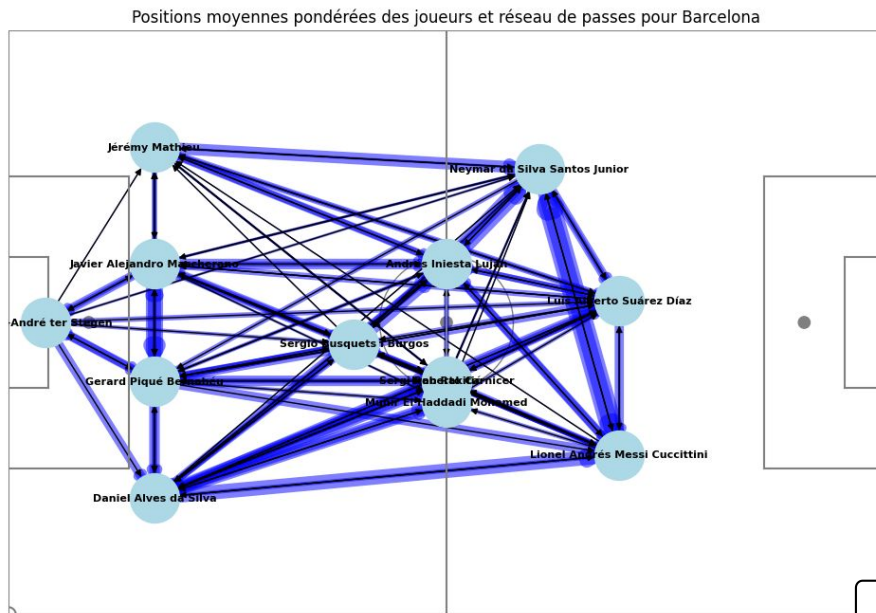 Positions moyennes pondérées des joueurs et réseau de passes pour Barcelona
Jérémy Mathieu
Neymar da Silva Santos Junior
Javier Alejandro Mascherano
Andrés Iniesta Luján
Luis Alberto Suárez Díaz
-André ter Stegen
Sergio Busquets i Burgos
Gerard Piqué Bernabéu
Munir El Haddadi Mohamed
Lionel Andrés Messi Cuccittini
Daniel Alves da Silva